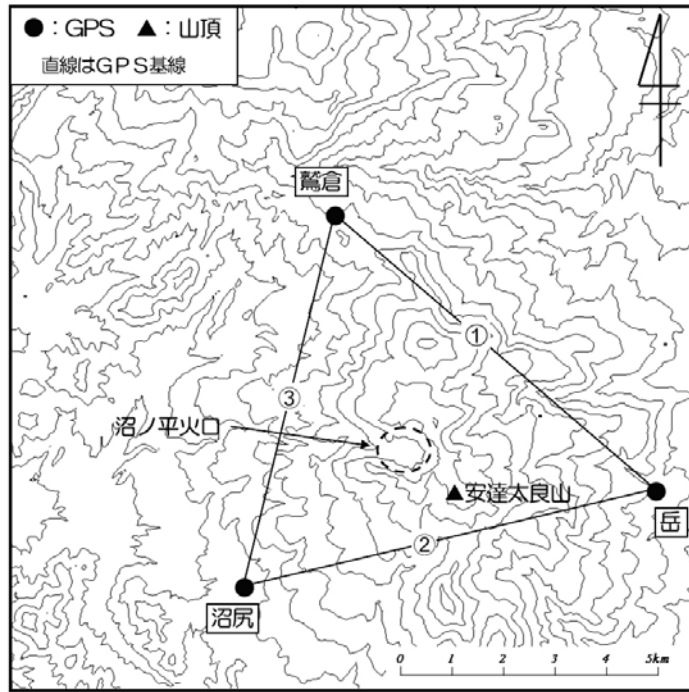 ●：GPS ▲：山頂
直線はGPS基線
鷲倉
①
③
沼ノ平火口
▲安達太良山
岳
②
沼尻
0 1 2 3 4 5km